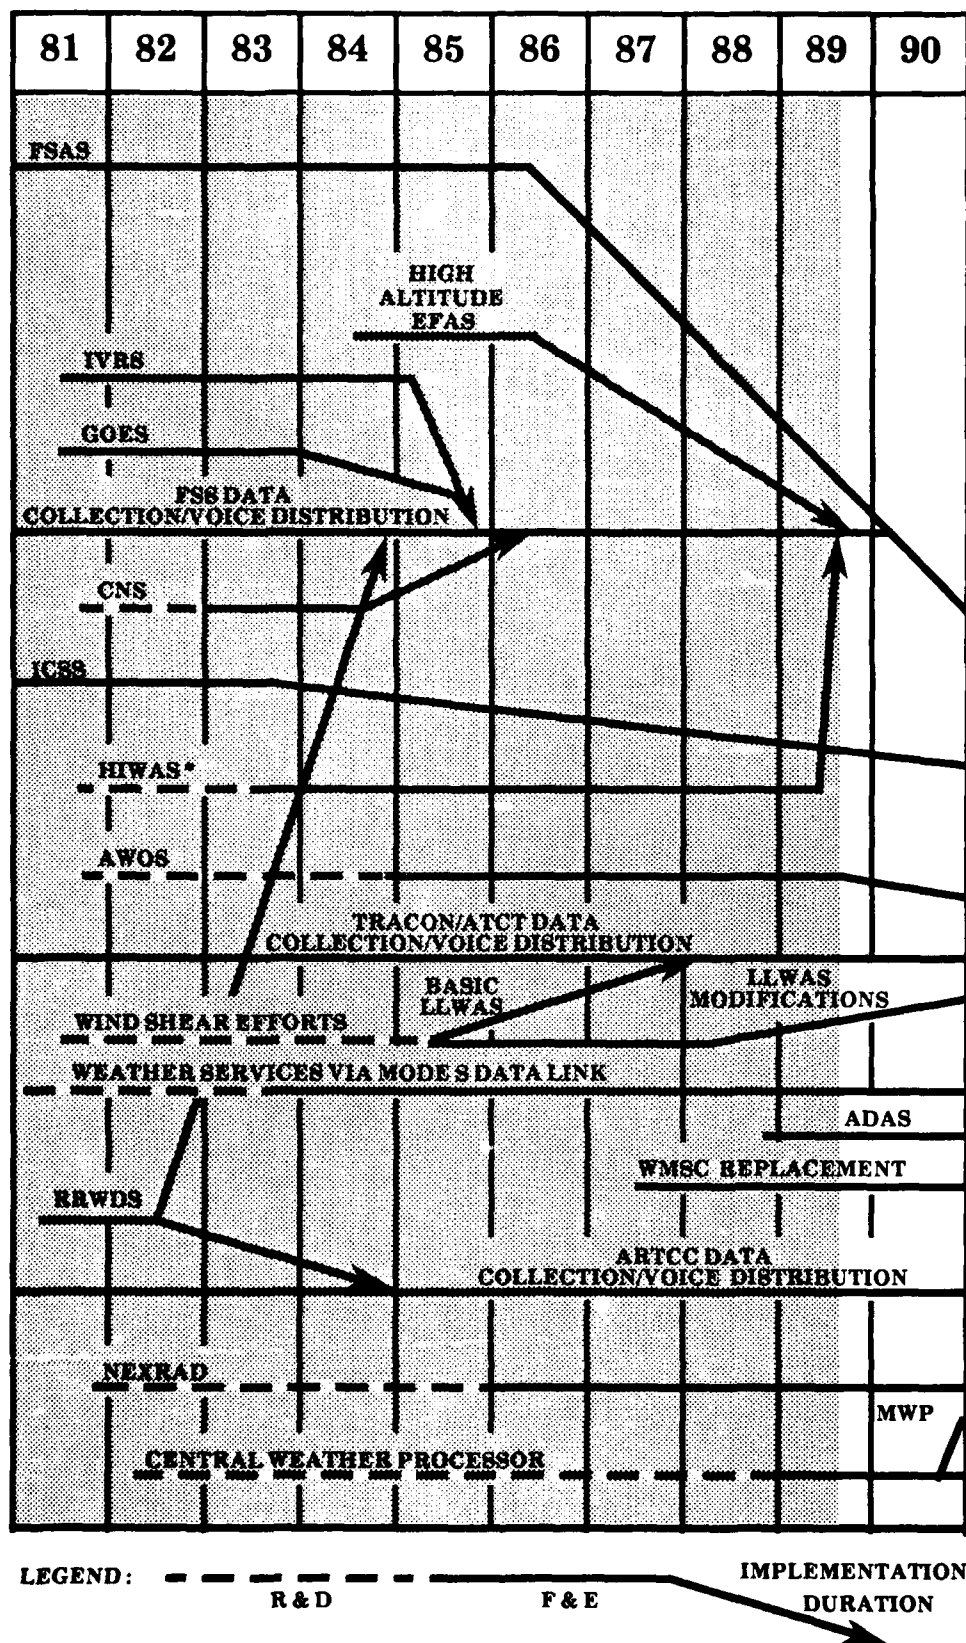 81 82 83 84 85 86 87 88 89 90
FSAS
HIGH
ALTITUDE
EFAS
IVRS
GOES
FSS DATA
COLLECTION/VOICE DISTRIBUTION
CNS
ICSS
HIWAS*
AWOS
TRACON/ATCT DATA
COLLECTION/VOICE DISTRIBUTION
BASIC
LLWAS
LLWAS
MODIFICATIONS
WIND SHEAR EFFORTS
WEATHER SERVICES VIA MODE S DATA LINK
ADAS
WMSC REPLACEMENT
RRWDS
ARTCC DATA
COLLECTION/VOICE DISTRIBUTION
NEXRAD
MWP
CENTRAL WEATHER PROCESSOR
LEGEND:
R & D
F & E
IMPLEMENTATION
DURATION